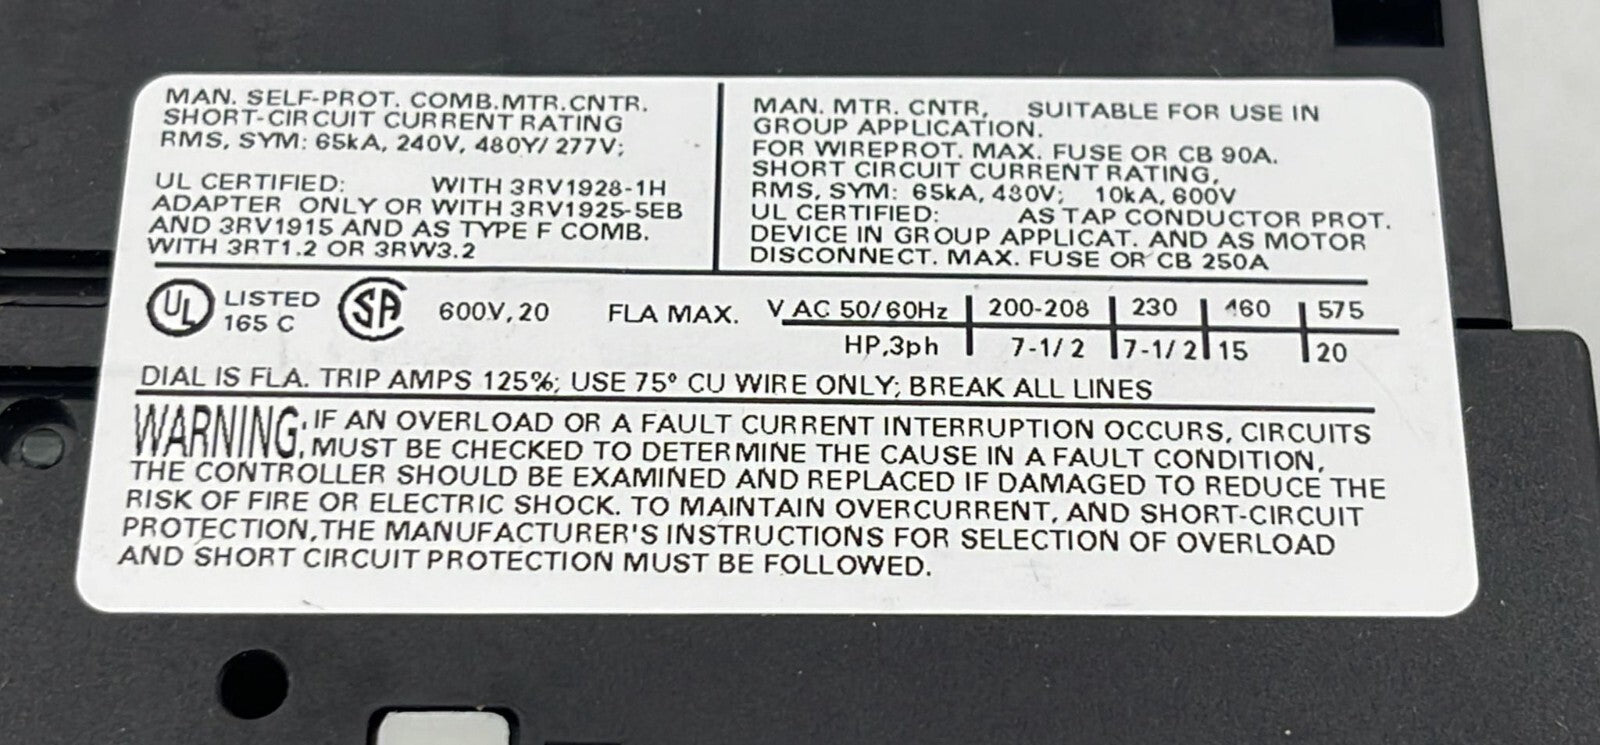 MAN. SELF-PROT. COMB.MTR.CNTR.
SHORT-CIRCUIT CURRENT RATING
RMS, SYM: 65kA, 240V, 480Y/277V;
UL CERTIFIED: WITH 3RV1928-1H
ADAPTER ONLY OR WITH 3RV1925-5EB
AND 3RV1915 AND AS TYPE F COMB.
WITH 3RT1.2 OR 3RW3.2
MAN. MTR. CNTR, SUITABLE FOR USE IN
GROUP APPLICATION.
FOR WIREPROT. MAX. FUSE OR CB 90A.
SHORT CIRCUIT CURRENT RATING,
RMS, SYM: 65kA, 480V; 10kA, 600V
UL CERTIFIED: AS TAP CONDUCTOR PROT.
DEVICE IN GROUP APPLICAT. AND AS MOTOR
DISCONNECT. MAX. FUSE OR CB 250A
UL LISTED
165 C
SA 600V, 20 FLA MAX. V AC 50/60Hz 200-208 230 460 575
HP,3ph 7-1/2 7-1/2 15 20
DIAL IS FLA. TRIP AMPS 125%; USE 75° CU WIRE ONLY; BREAK ALL LINES
WARNING: IF AN OVERLOAD OR A FAULT CURRENT INTERRUPTION OCCURS, CIRCUITS
MUST BE CHECKED TO DETERMINE THE CAUSE IN A FAULT CONDITION,
THE CONTROLLER SHOULD BE EXAMINED AND REPLACED IF DAMAGED TO REDUCE THE
RISK OF FIRE OR ELECTRIC SHOCK. TO MAINTAIN OVERCURRENT, AND SHORT-CIRCUIT
PROTECTION, THE MANUFACTURER'S INSTRUCTIONS FOR SELECTION OF OVERLOAD
AND SHORT CIRCUIT PROTECTION MUST BE FOLLOWED.